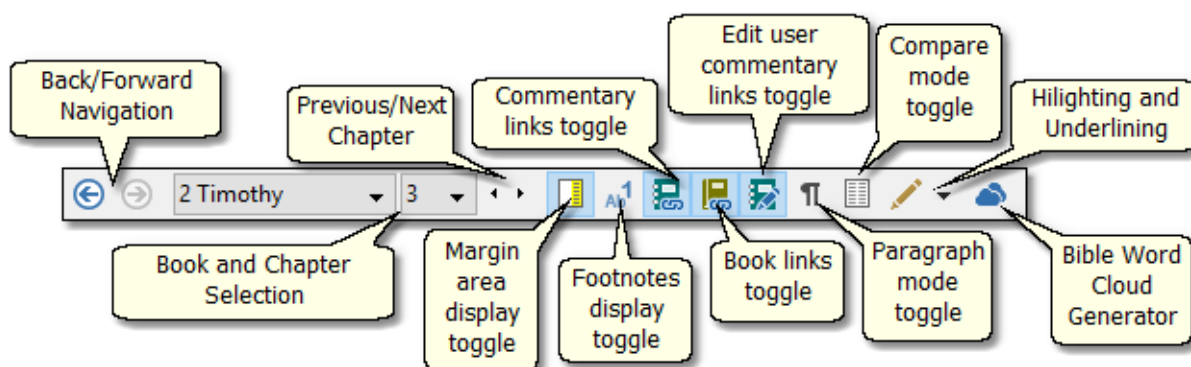 Back/Forward
Navigation
Previous/Next
Chapter
Commentary
links toggle
Edit user
commentary
links toggle
Compare
mode
toggle
Hilighting and
Underlining
2 Timothy
3
Ab1
¶
Book and Chapter
Selection
Margin
area
display
toggle
Footnotes
display
toggle
Book links
toggle
Paragraph
mode
toggle
Bible Word
Cloud
Generator